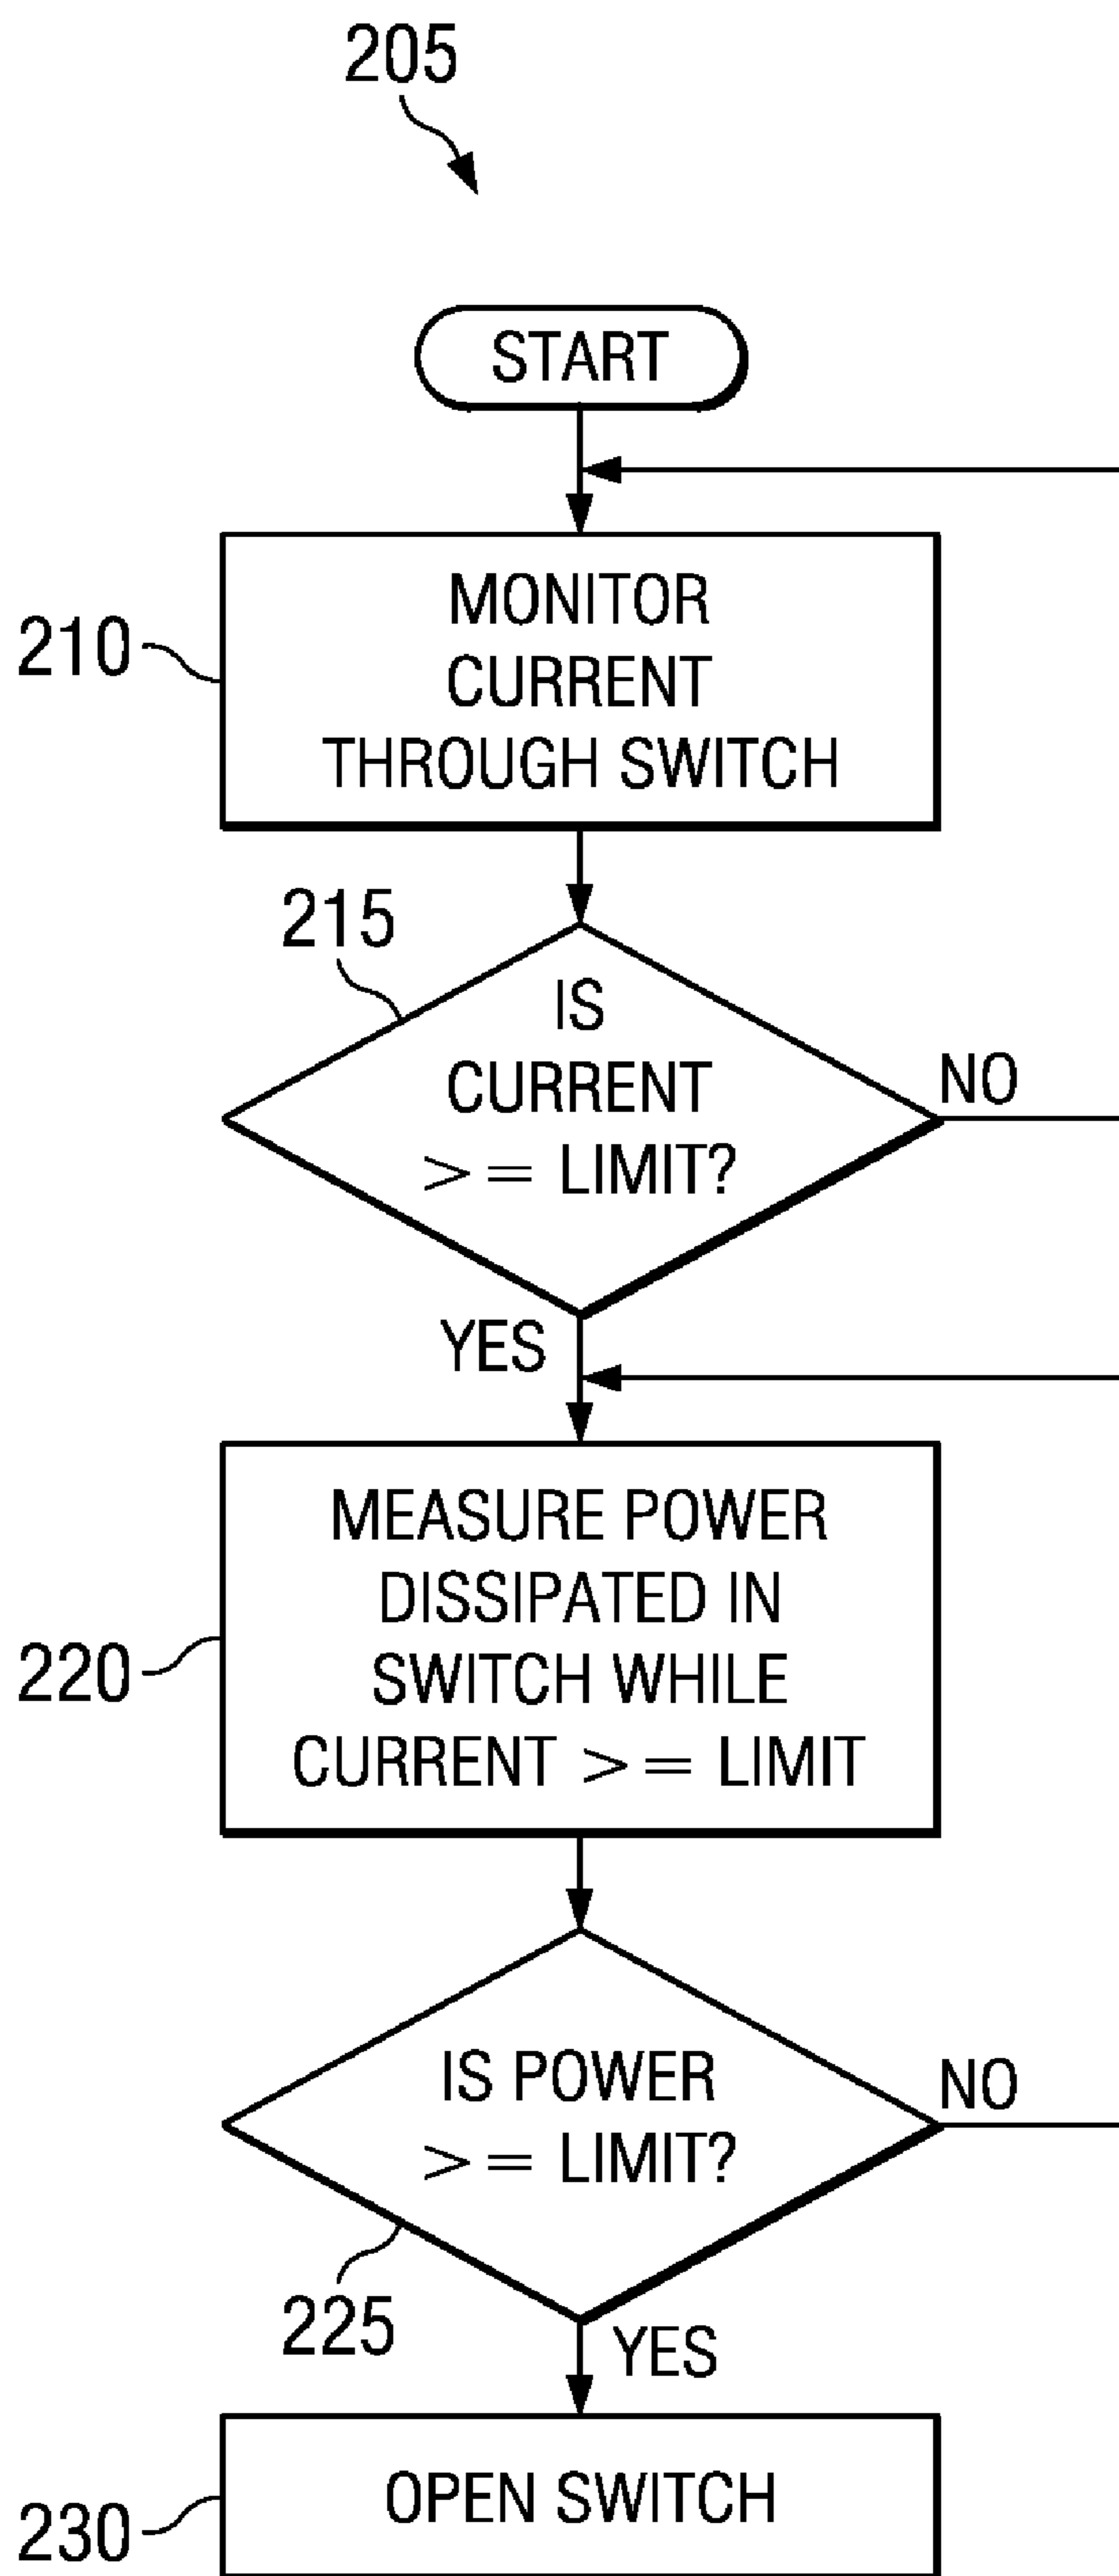 205
START
MONITOR
CURRENT
THROUGH SWITCH
210
215
IS
CURRENT
>= LIMIT?
NO
YES
MEASURE POWER
DISSIPATED IN
SWITCH WHILE
CURRENT >= LIMIT
220
IS POWER
>= LIMIT?
NO
225
YES
OPEN SWITCH
230